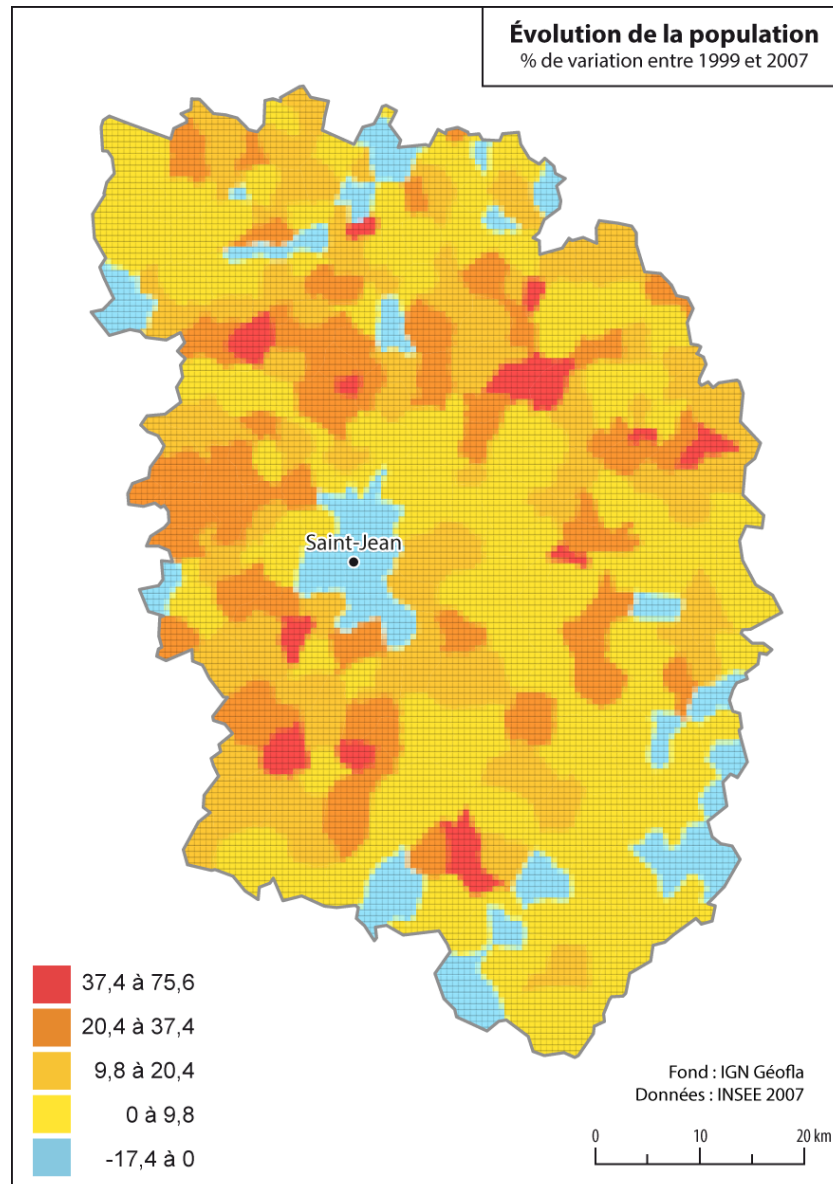 Évolution de la population
% de variation entre 1999 et 2007
Saint-Jean
37,4 à 75,6
20,4 à 37,4
9,8 à 20,4
0 à 9,8
-17,4 à 0
Fond : IGN Géofla
Données : INSEE 2007
0 10 20 km